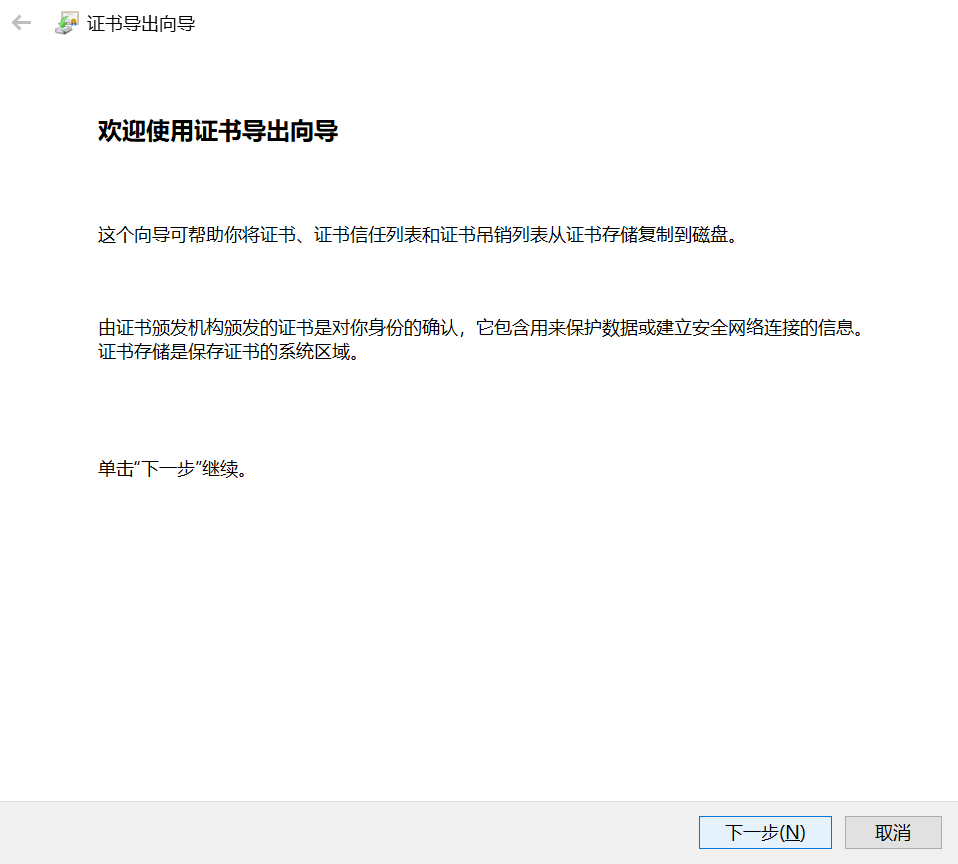 证书导出向导
欢迎使用证书导出向导
这个向导可帮助你将证书、证书信任列表和证书吊销列表从证书存储复制到磁盘。
由证书颁发机构颁发的证书是对你身份的确认，它包含用来保护数据或建立安全网络连接的信息。
证书存储是保存证书的系统区域。
单击“下一步”继续。
下一步(N)
取消